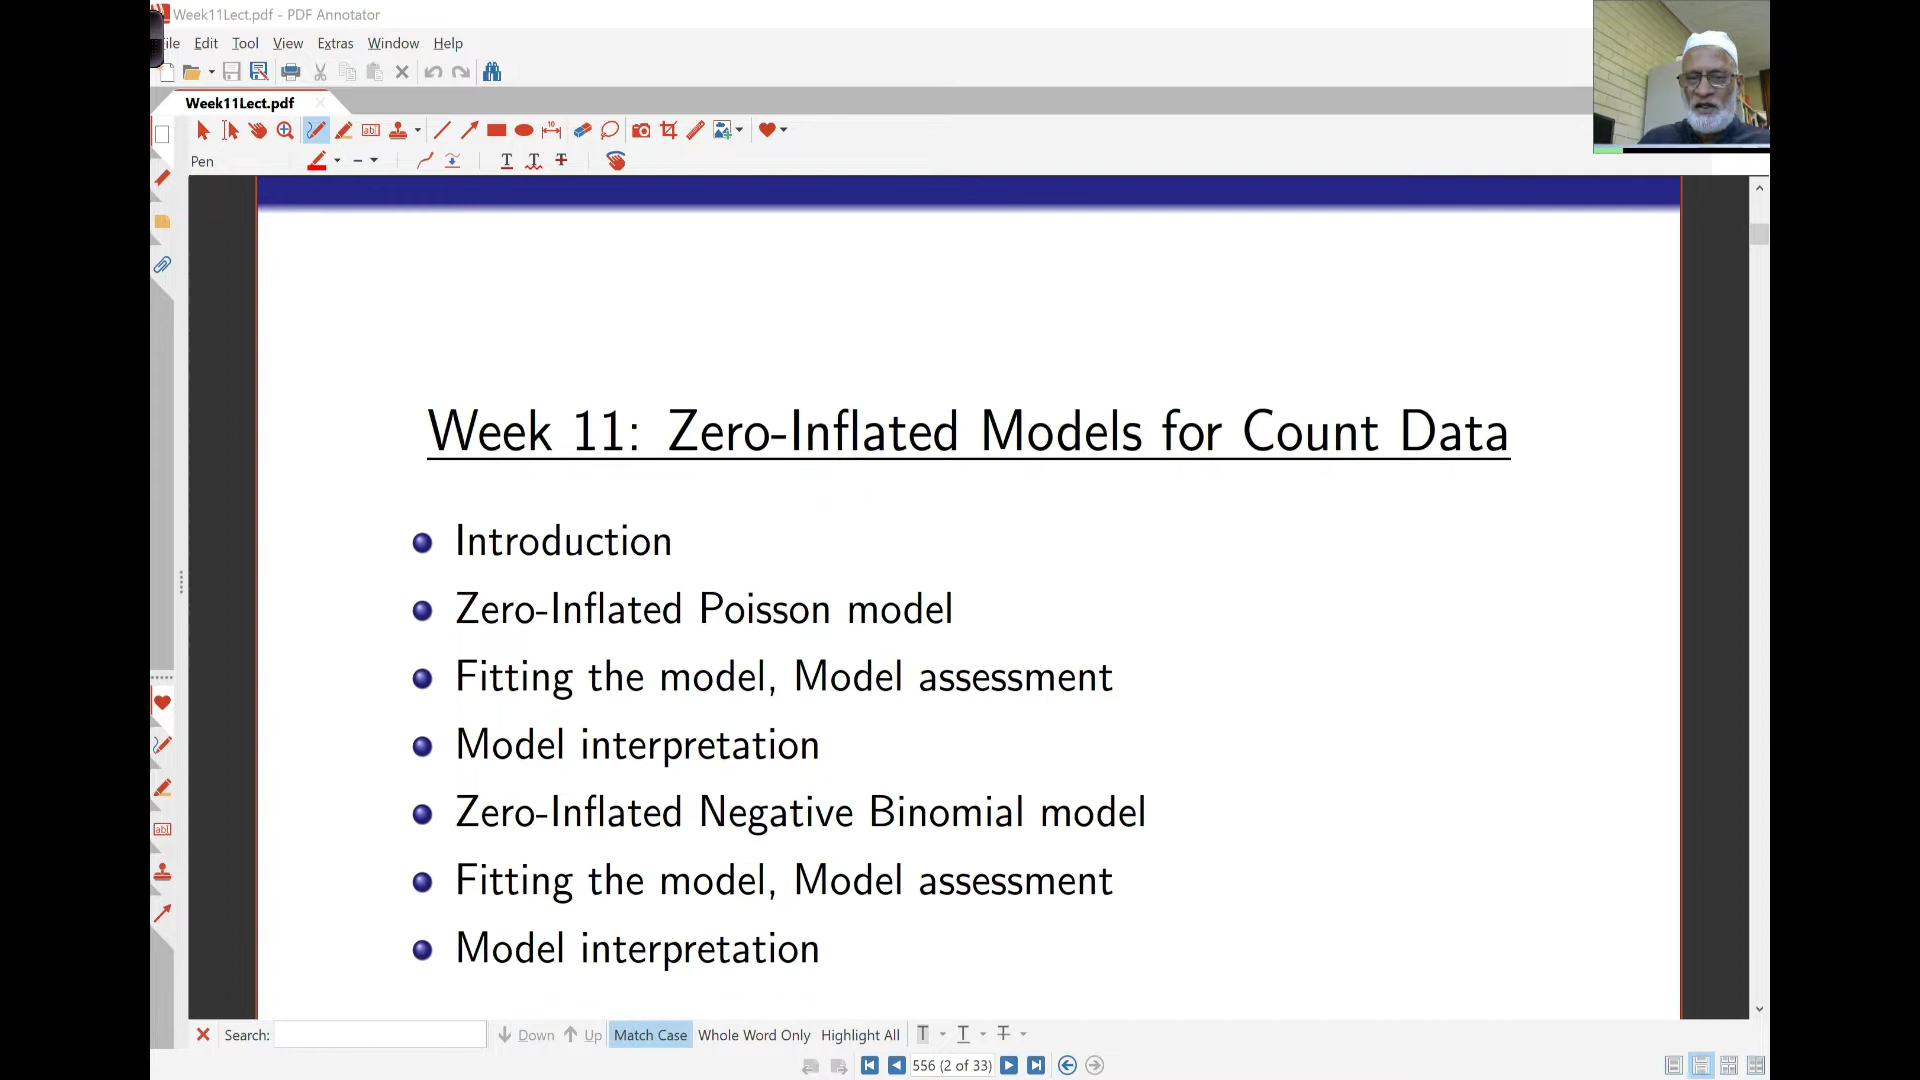 Week11Lect.pdf - PDF Annotator
ile Edit Tool View Extras Window Help
Week11Lect.pdf
Pen
Week 11: Zero-Inflated Models for Count Data
Introduction
Zero-Inflated Poisson model
Fitting the model, Model assessment
Model interpretation
Zero-Inflated Negative Binomial model
Fitting the model, Model assessment
Model interpretation
Search: Down Up Match Case Whole Word Only Highlight All
556 (2 of 33)